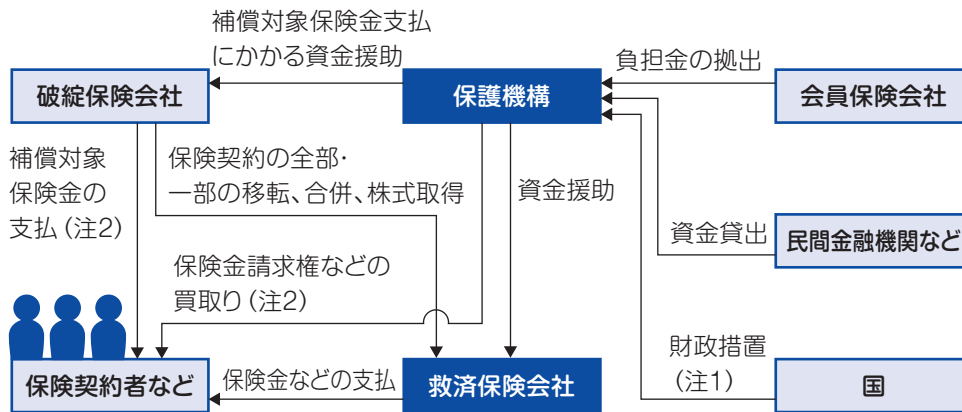 補償対象保険金支払
にかかる資金援助
負担金の拠出
破綻保険会社
保護機構
会員保険会社
補償対象
保険金の
支払(注2)
保険契約の全部・
一部の移転、合併、株式取得
資金援助
資金貸出
民間金融機関など
保険金請求権などの
買取り(注2)
財政措置
(注1)
保険契約者など
保険金などの支払
救済保険会社
国